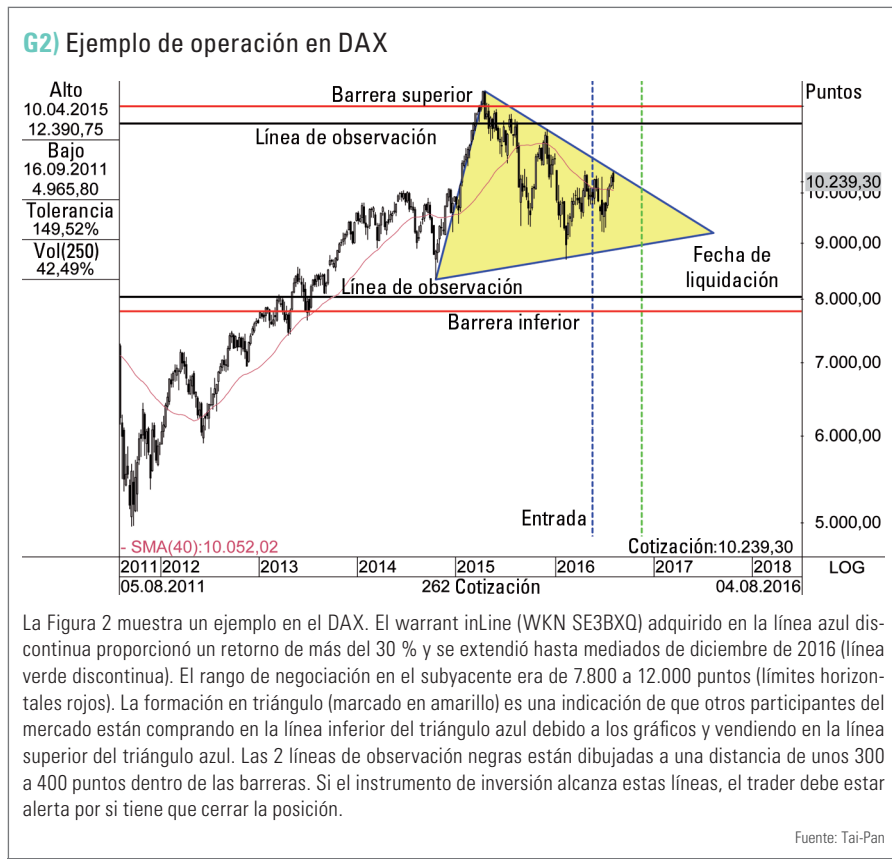 G2) Ejemplo de operación en DAX
Alto
10.04.2015
12.390,75
Bajo
16.09.2011
4.965,80
Tolerancia
149,52%
Vol(250)
42,49%
Barrera superior
Línea de observación
Línea de observación
Barrera inferior
Fecha de
liquidación
Entrada
Puntos
10.239,30
10.000,00
9.000,00
8.000,00
7.000,00
6.000,00
5.000,00
- SMA(40):10.052,02
Cotización:10.239,30
2011 2012 2013 2014 2015 2016 2017 2018 LOG
05.08.2011 262 Cotización 04.08.2016
La Figura 2 muestra un ejemplo en el DAX. El warrant inLine (WKN SE3BXQ) adquirido en la línea azul dis-
continua proporcionó un retorno de más del 30 % y se extendió hasta mediados de diciembre de 2016 (línea
verde discontinua). El rango de negociación en el subyacente era de 7.800 a 12.000 puntos (límites horizon-
tales rojos). La formación en triángulo (marcado en amarillo) es una indicación de que otros participantes del
mercado están comprando en la línea inferior del triángulo azul debido a los gráficos y vendiendo en la línea
superior del triángulo azul. Las 2 líneas de observación negras están dibujadas a una distancia de unos 300
a 400 puntos dentro de las barreras. Si el instrumento de inversión alcanza estas líneas, el trader debe estar
alerta por si tiene que cerrar la posición.
Fuente: Tai-Pan